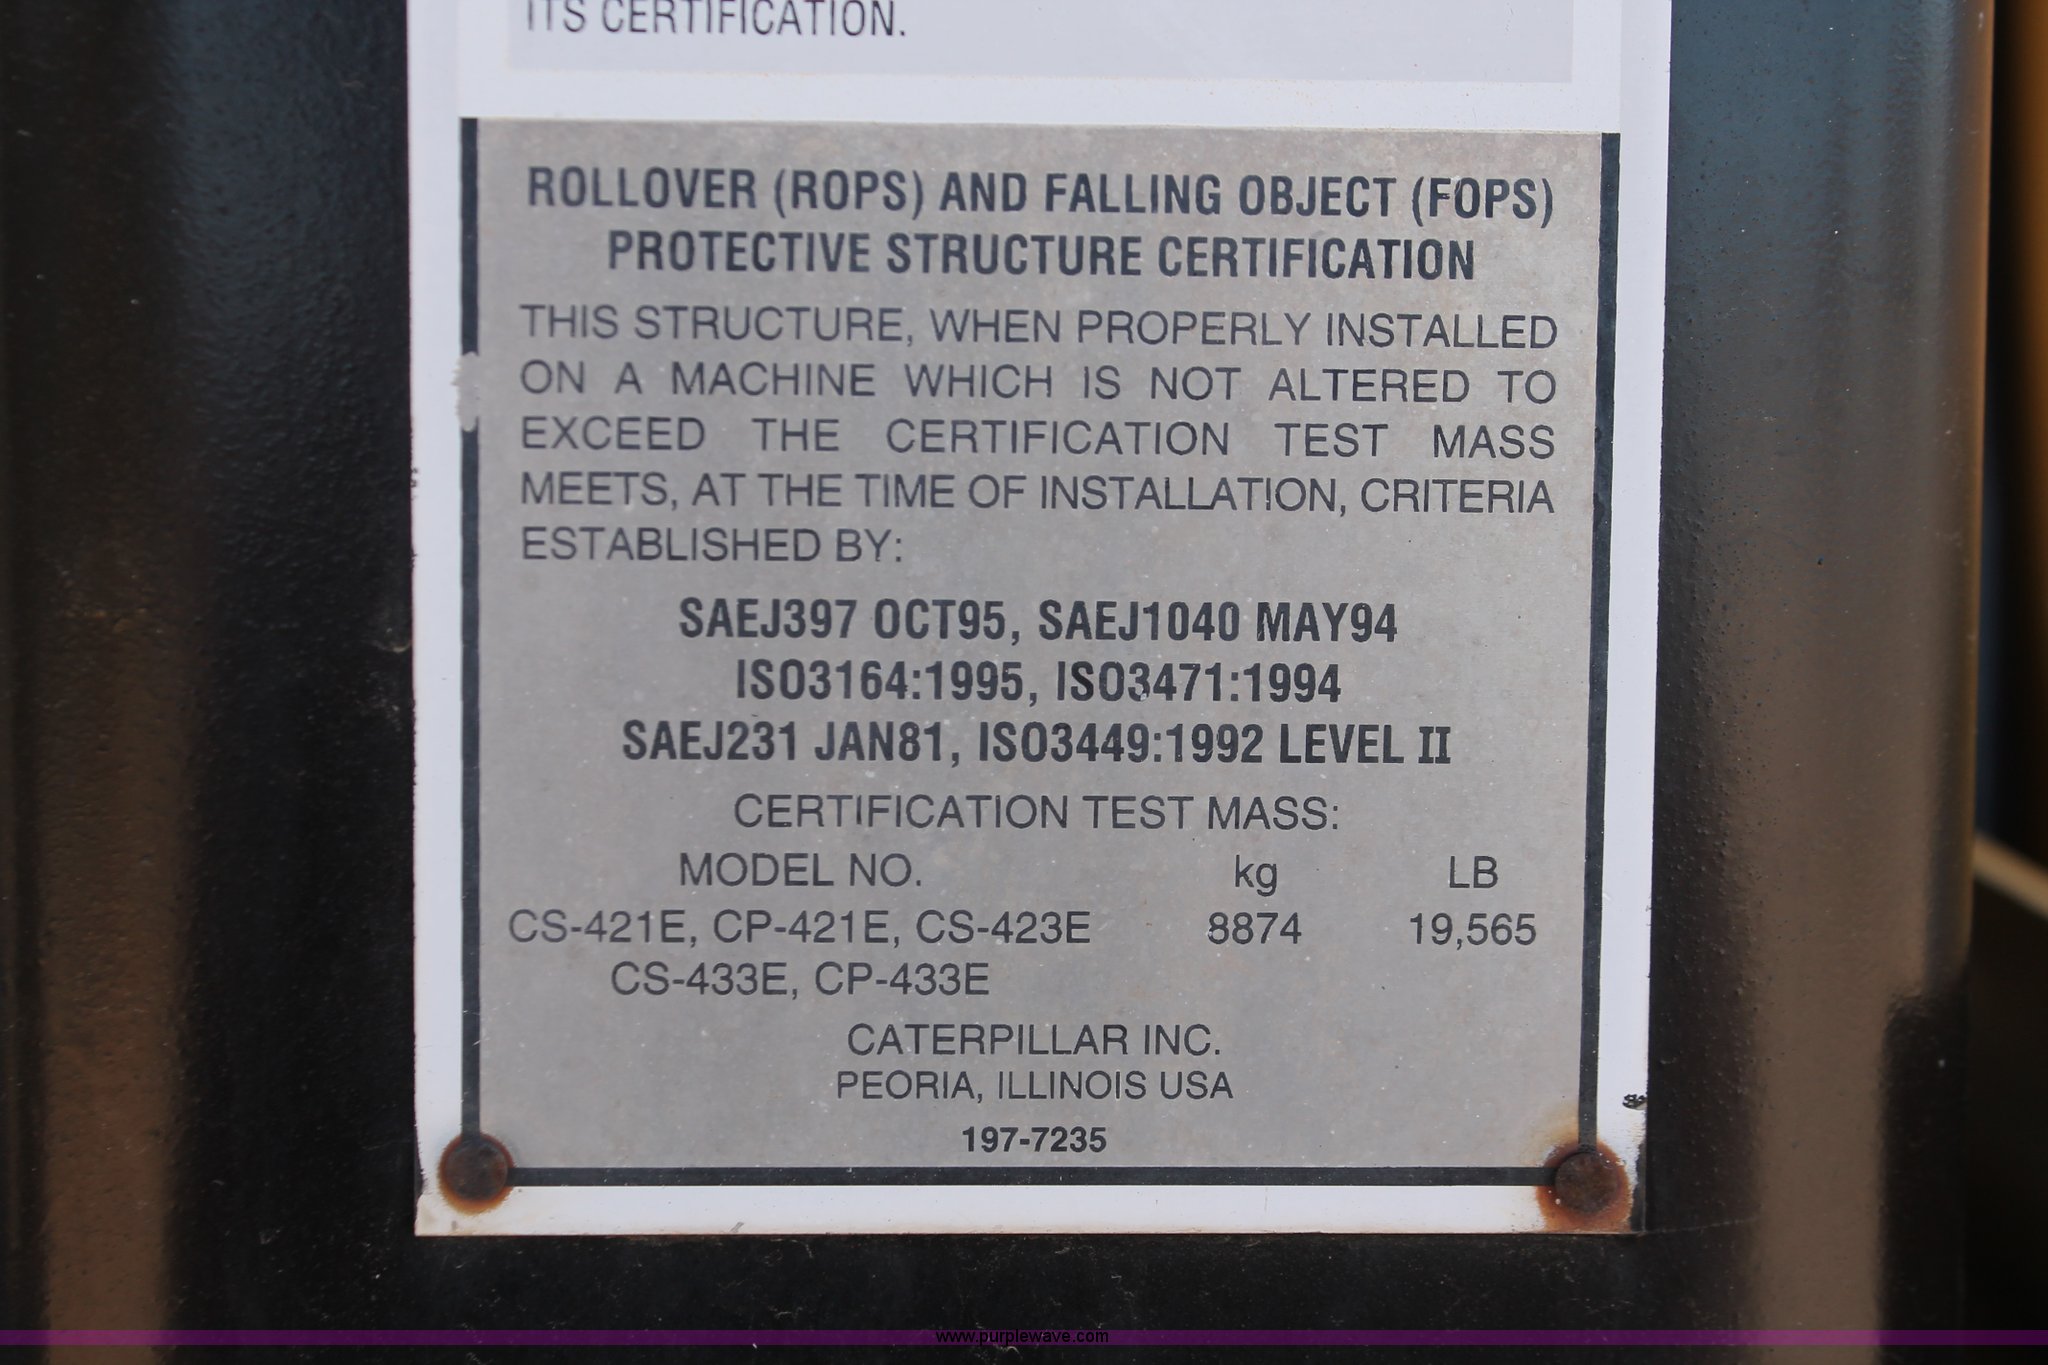 ITS CERTIFICATION.
ROLLOVER (ROPS) AND FALLING OBJECT (FOPS)
PROTECTIVE STRUCTURE CERTIFICATION
THIS STRUCTURE, WHEN PROPERLY INSTALLED
ON A MACHINE WHICH IS NOT ALTERED TO
EXCEED THE CERTIFICATION TEST MASS
MEETS, AT THE TIME OF INSTALLATION, CRITERIA
ESTABLISHED BY:
SAEJ397 OCT95, SAEJ1040 MAY94
ISO3164:1995, ISO3471:1994
SAEJ231 JAN81, ISO3449:1992 LEVEL II
CERTIFICATION TEST MASS:
MODEL NO. kg LB
CS-421E, CP-421E, CS-423E 8874 19,565
CS-433E, CP-433E
CATERPILLAR INC.
PEORIA, ILLINOIS USA
197-7235
www.purplewave.com